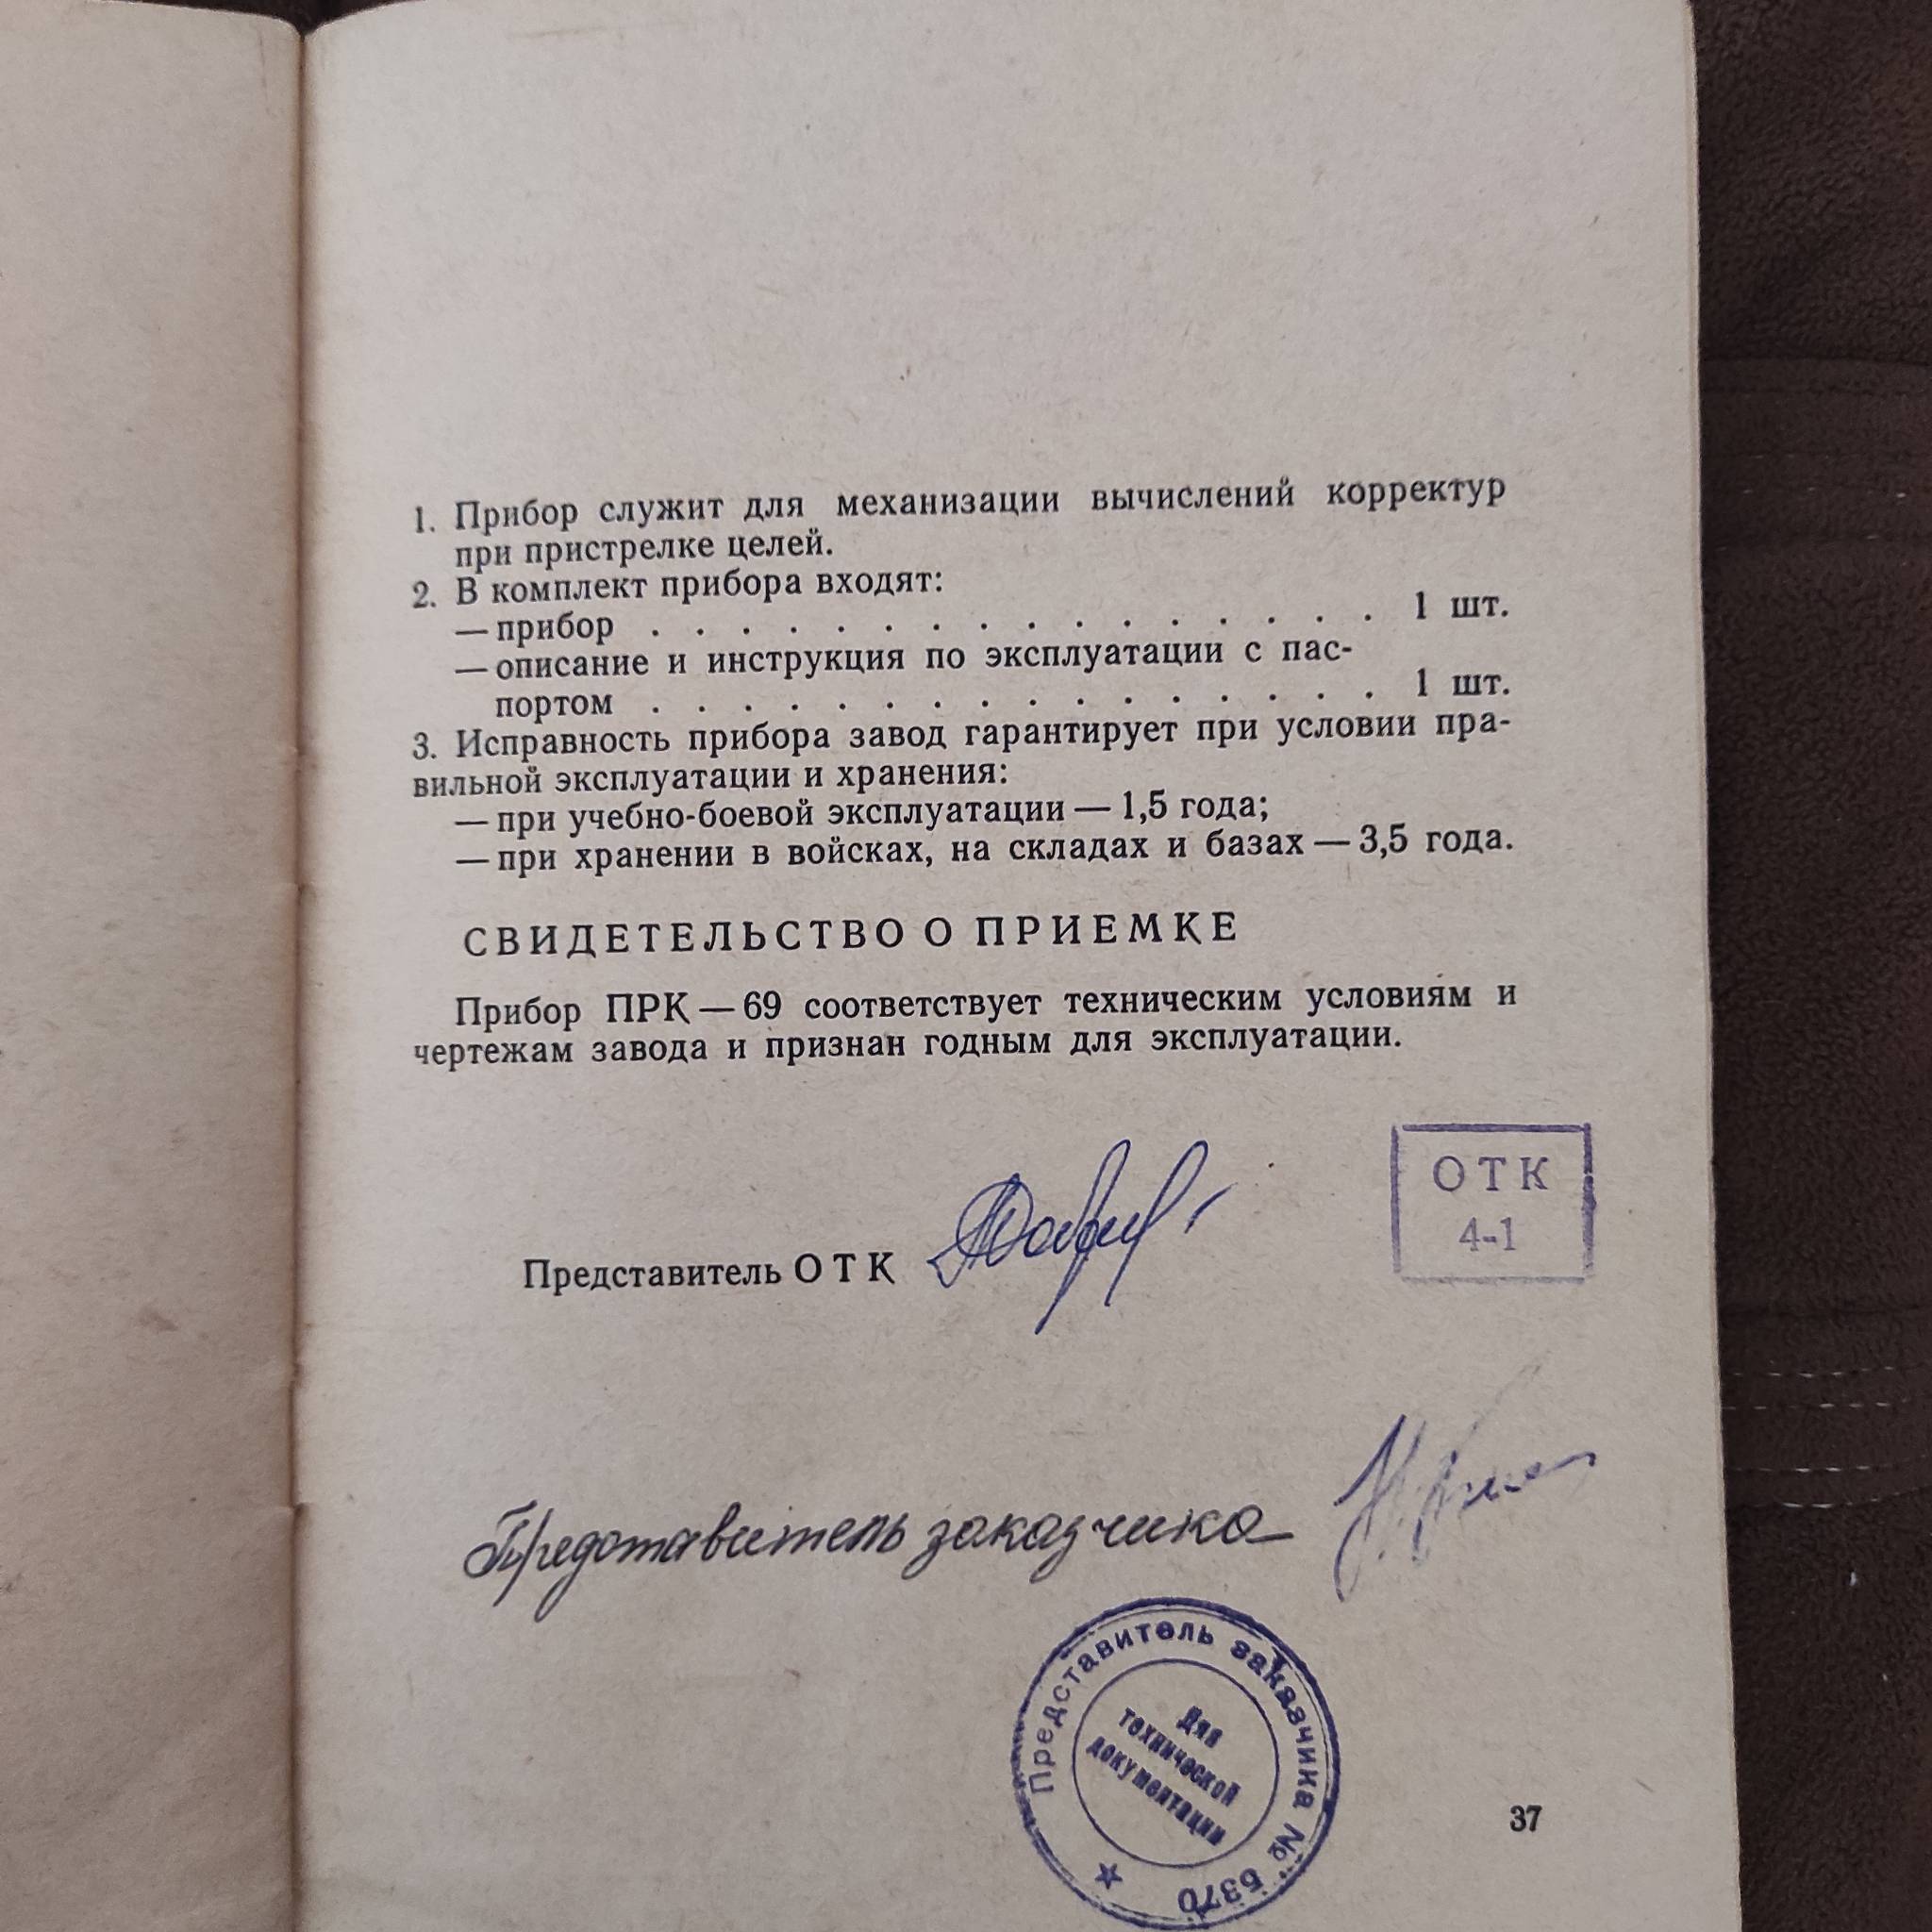 1. Прибор служит для механизации вычислений корректур
при пристрелке целей.
2. В комплект прибора входят:
— прибор . . . . . . . . . . . . . . . . 1 шт.
— описание и инструкция по эксплуатации с пас-
портом . . . . . . . . . . . . . . . . 1 шт.
3. Исправность прибора завод гарантирует при условии пра-
вильной эксплуатации и хранения:
— при учебно-боевой эксплуатации — 1,5 года;
— при хранении в войсках, на складах и базах — 3,5 года.
СВИДЕТЕЛЬСТВО О ПРИЕМКЕ
Прибор ПРК — 69 соответствует техническим условиям и
чертежам завода и признан годным для эксплуатации.
ОТК
4-1
Представитель ОТК
Представитель заказчика
Представитель заказчика № 5370
Для
технической
документации
37